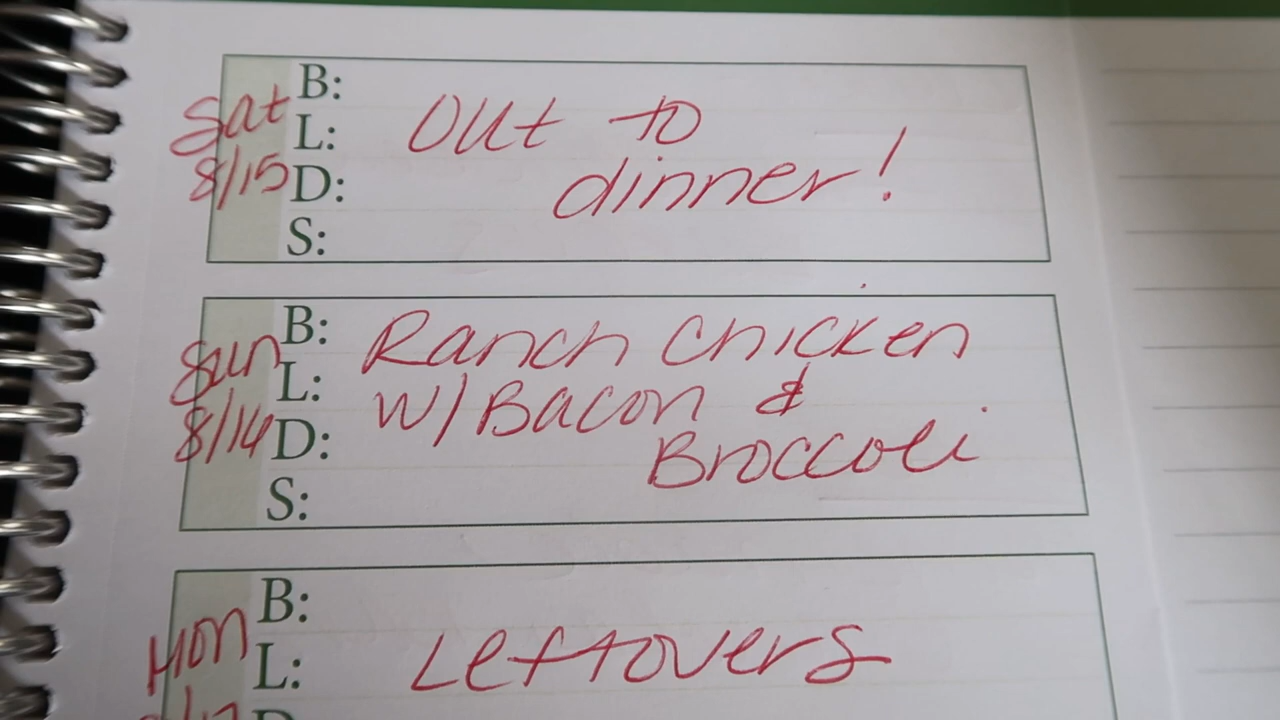 Sat
8/15
B:
L:
D:
S:
Out to
dinner!
Sun
8/14
B:
L:
D:
S:
Ranch Chicken
W/Bacon &
Broccoli
Mon
B:
L:
Leftovers